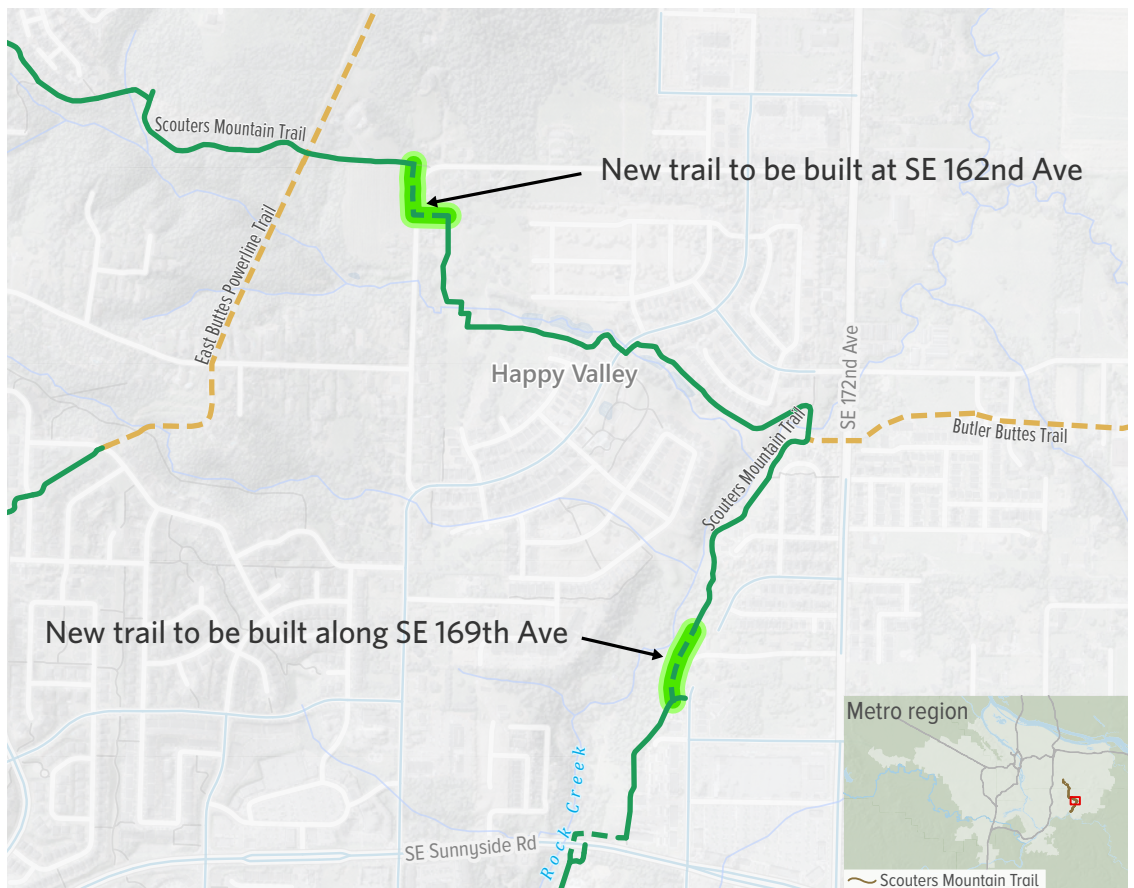 Scouters Mountain Trail
New trail to be built at SE 162nd Ave
East Buttes Powerline Trail
Happy Valley
SE 172nd Ave
Butler Buttes Trail
Scouters Mountain Trail
New trail to be built along SE 169th Ave
Rock Creek
SE Sunnyside Rd
Metro region
Scouters Mountain Trail